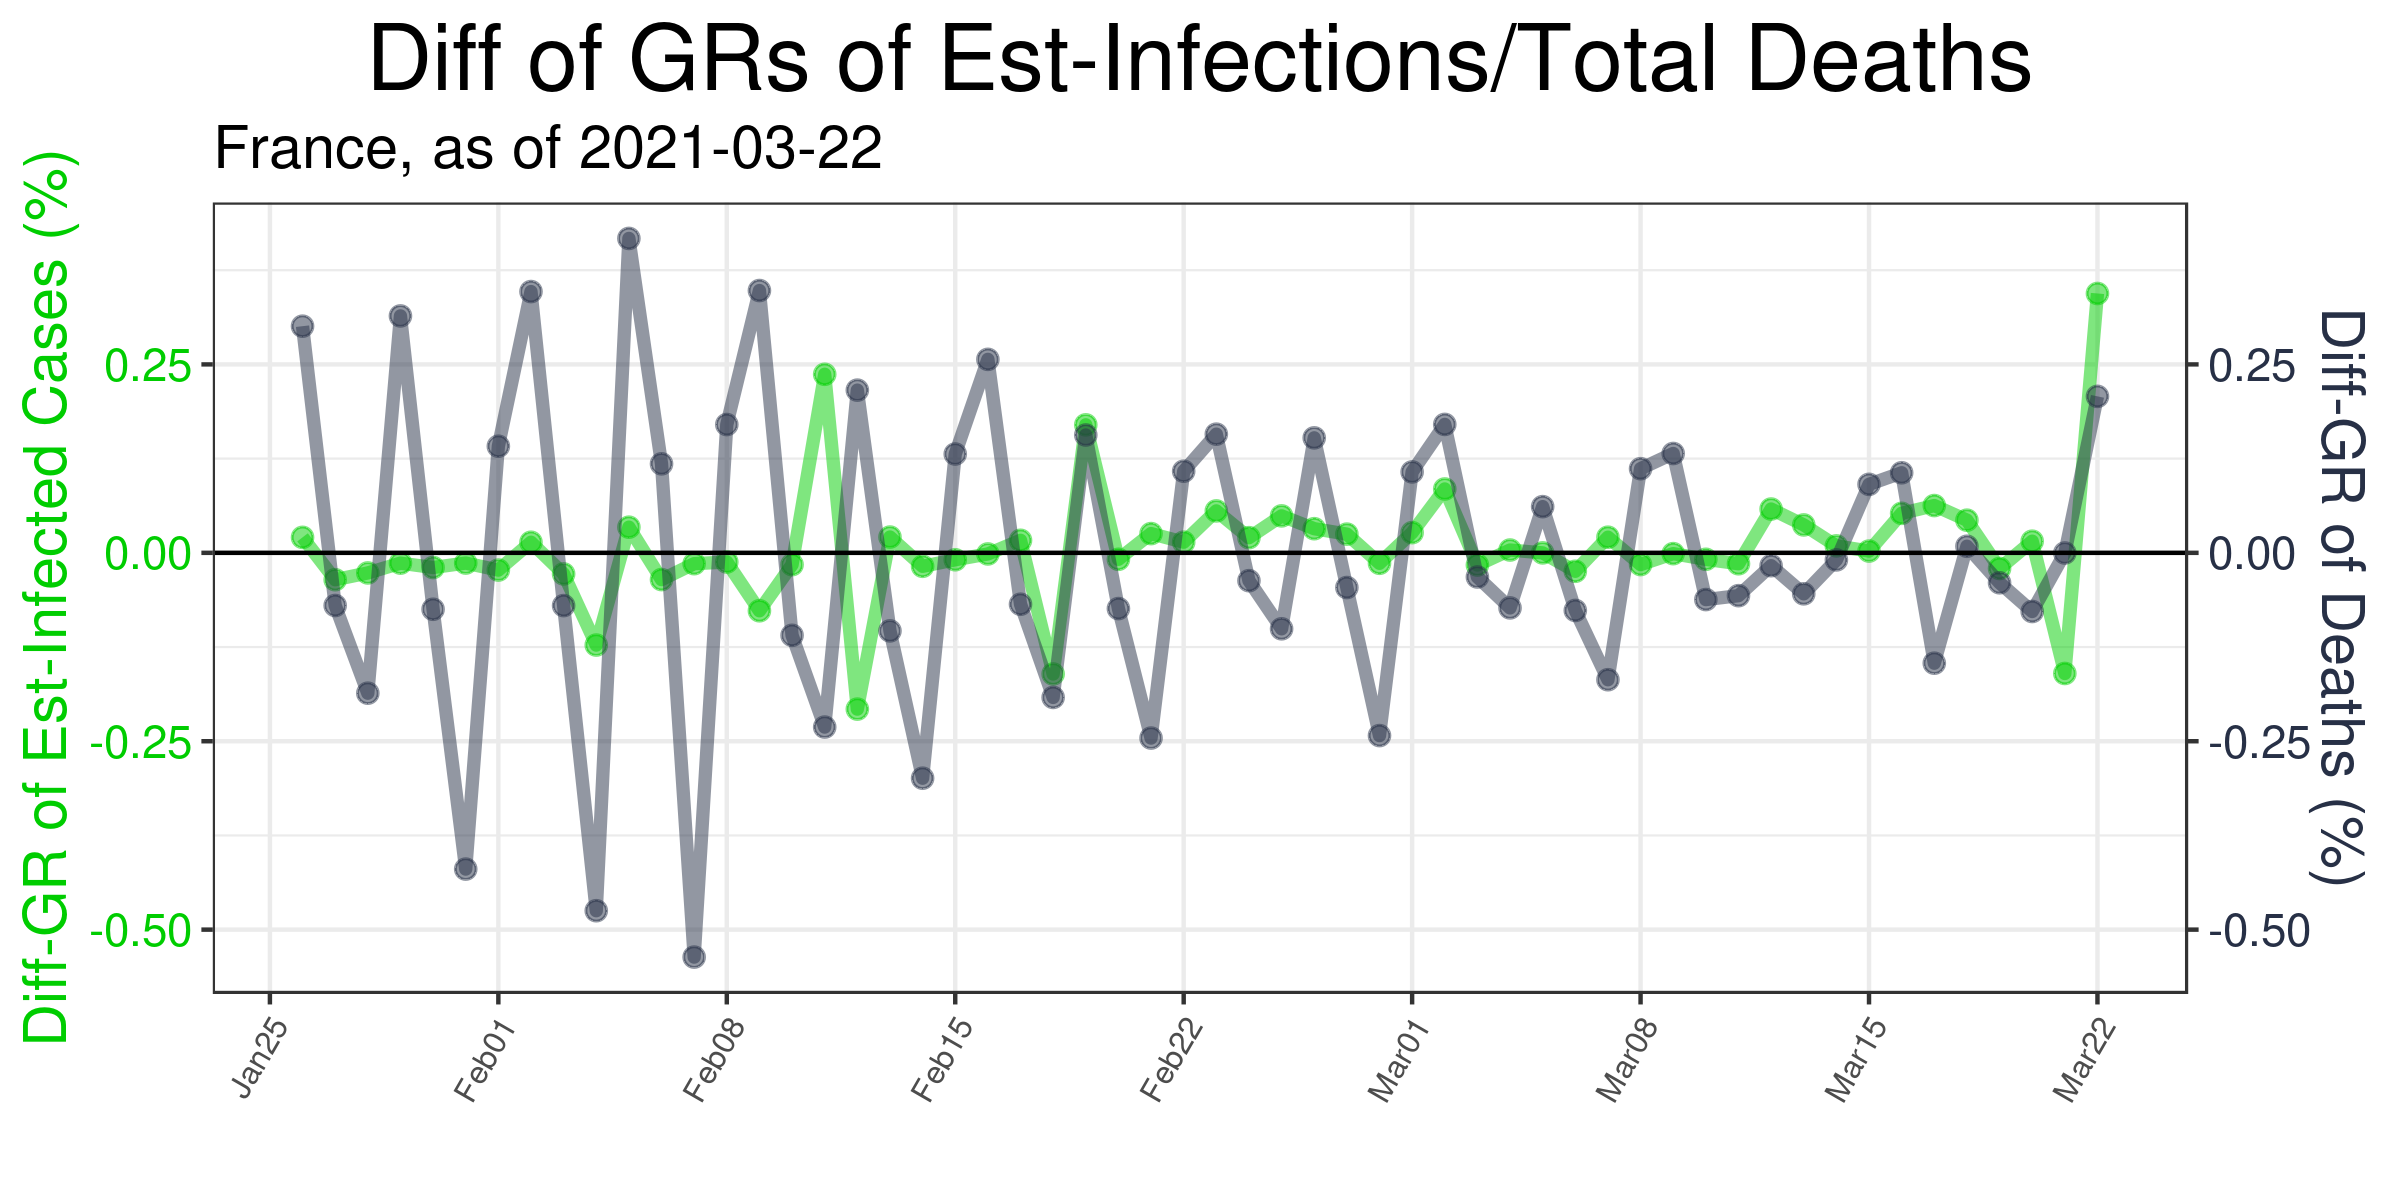 Diff of GRs of Est-Infections/Total Deaths
France, as of 2021-03-22
Diff-GR of Est-Infected Cases (%)
0.25
0.00
-0.25
-0.50
0.25
0.00
-0.25
-0.50
Diff-GR of Deaths (%)
Jan25
Feb01
Feb08
Feb15
Feb22
Mar01
Mar08
Mar15
Mar22